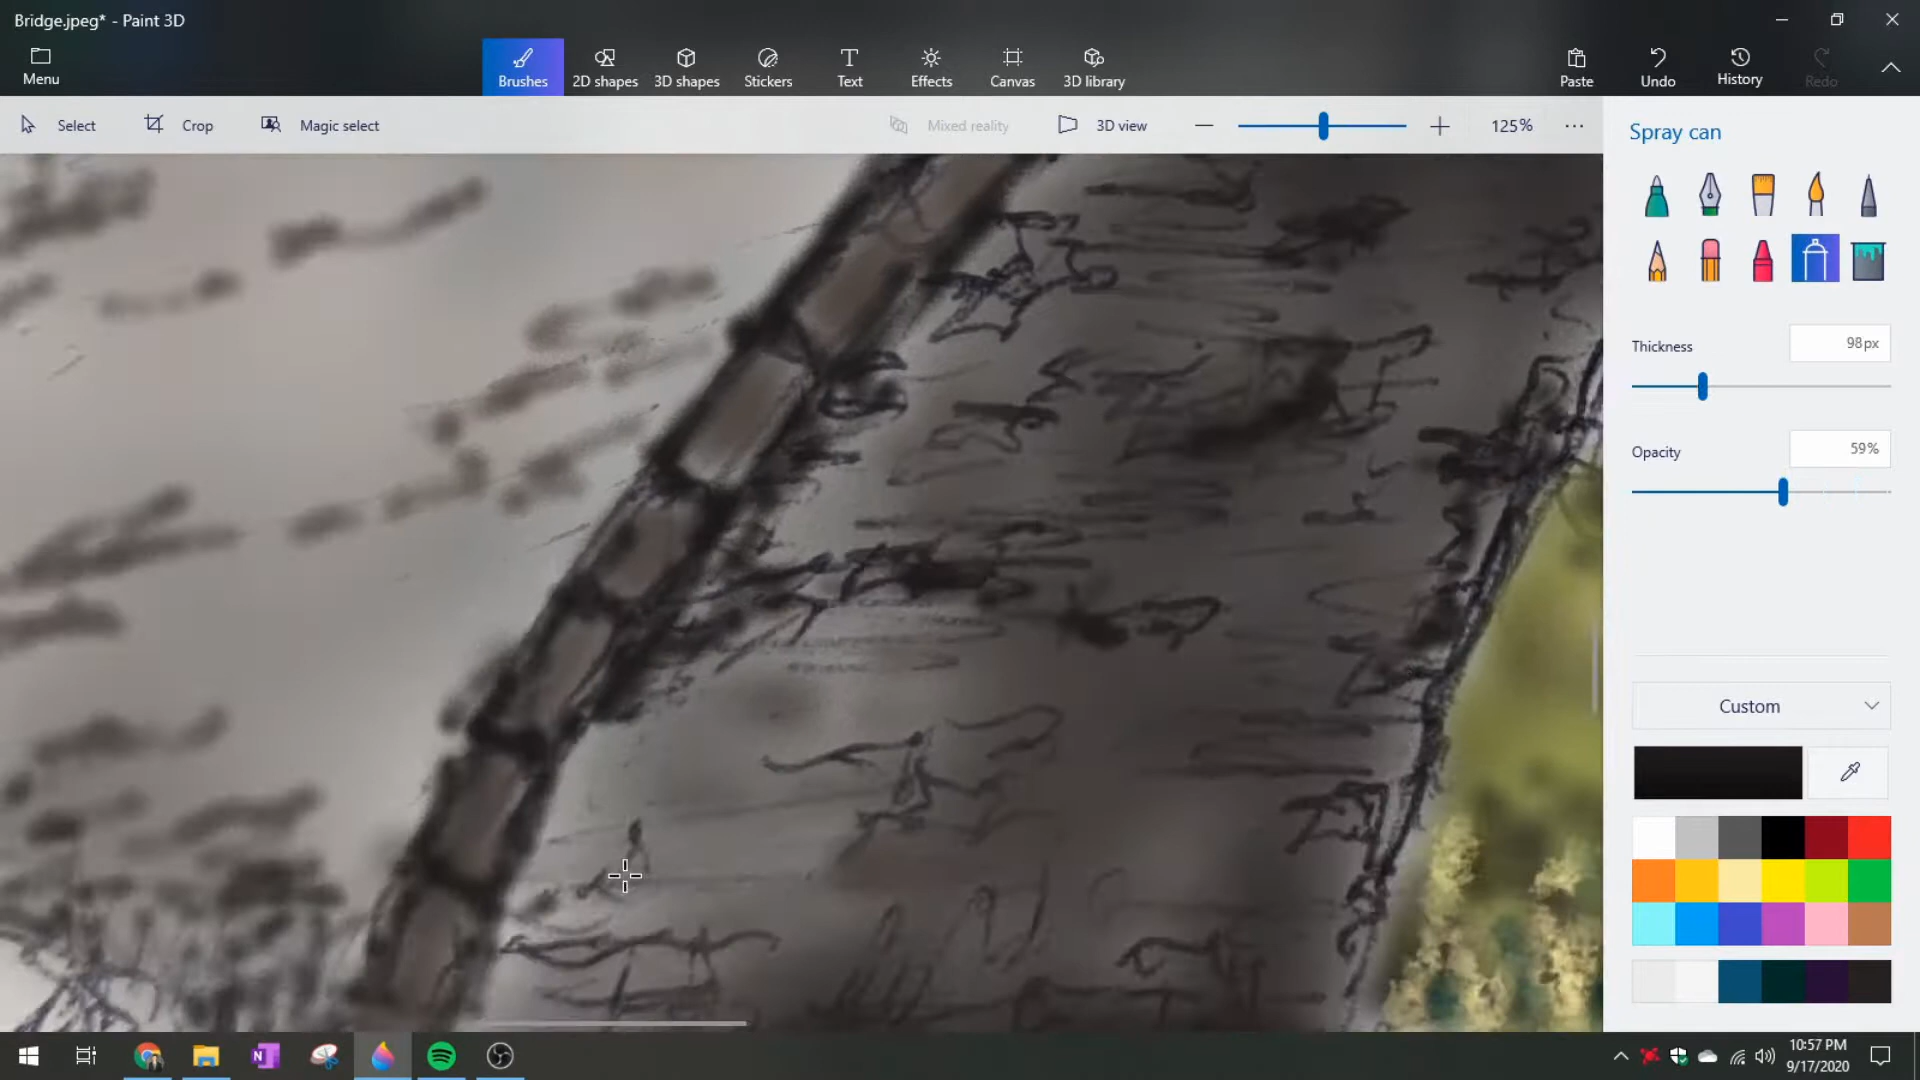 Bridge.jpeg* - Paint 3D
Menu
Brushes
2D shapes
3D shapes
Stickers
Text
Effects
Canvas
3D library
Paste
Undo
History
Redo
Select
Crop
Magic select
Mixed reality
3D view
125%
Spray can
Thickness
98px
Opacity
59%
Custom
10:57 PM
9/17/2020